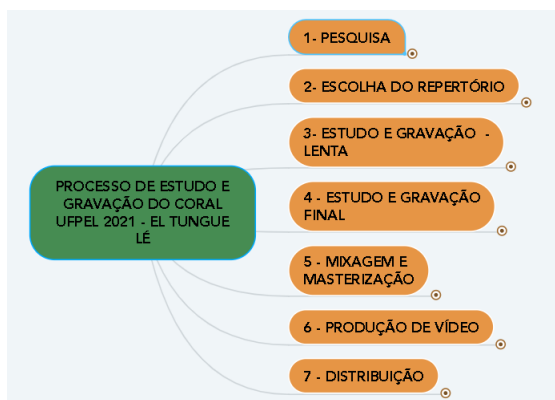 1- PESQUISA
2- ESCOLHA DO REPERTÓRIO
3- ESTUDO E GRAVAÇÃO -
LENTA
PROCESSO DE ESTUDO E
GRAVAÇÃO DO CORAL
UFPEL 2021 - EL TUNGUE
LÉ
4 - ESTUDO E GRAVAÇÃO
FINAL
5 - MIXAGEM E
MASTERIZAÇÃO
6 - PRODUÇÃO DE VÍDEO
7 - DISTRIBUIÇÃO